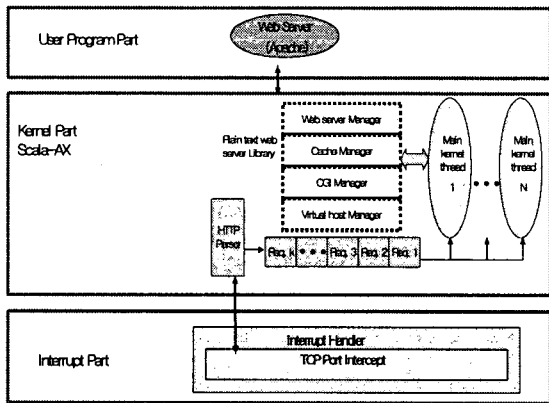 User Program Part
Web Server
(Apache)
Kernel Part
Scala-AX
Plain text web
server Library
Web server Manager
Cache Manager
CGI Manager
Virtual host Manager
Main
kernel
thread
1
Main
kernel
thread
N
HTTP
Parser
Req. K
Req. 3
Req. 2
Req. 1
Interrupt Part
Interrupt Handler
TCP Port Intercept